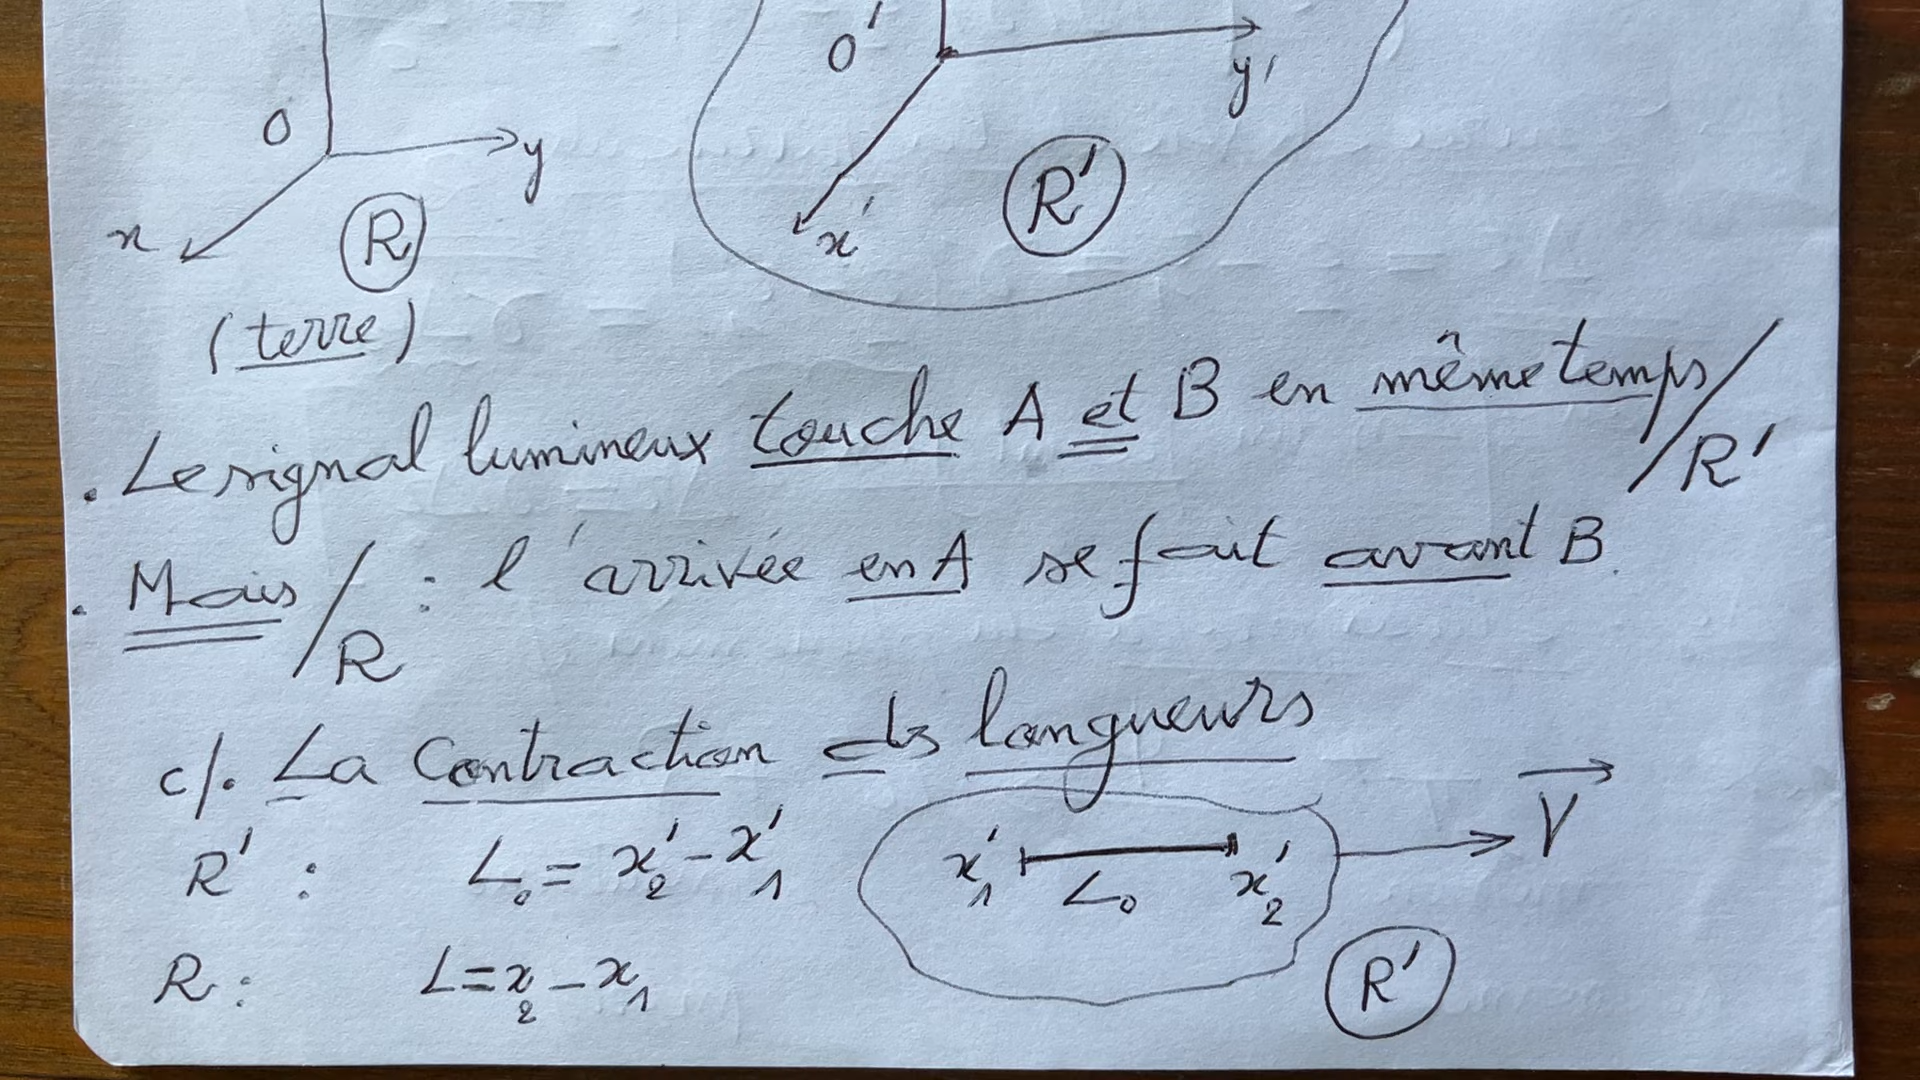 O'
y'
O
y
R'
x
R
x'
(terre)
. Le signal lumineux touche A et B en même temps/R'
. Mais/R : l'arrivée en A se fait avant B.
c/. La Contraction ds longueurs
V
R' : L₀ = x'₂ - x'₁
x'₁ L₀ x'₂
R : L = x₂ - x₁
R'